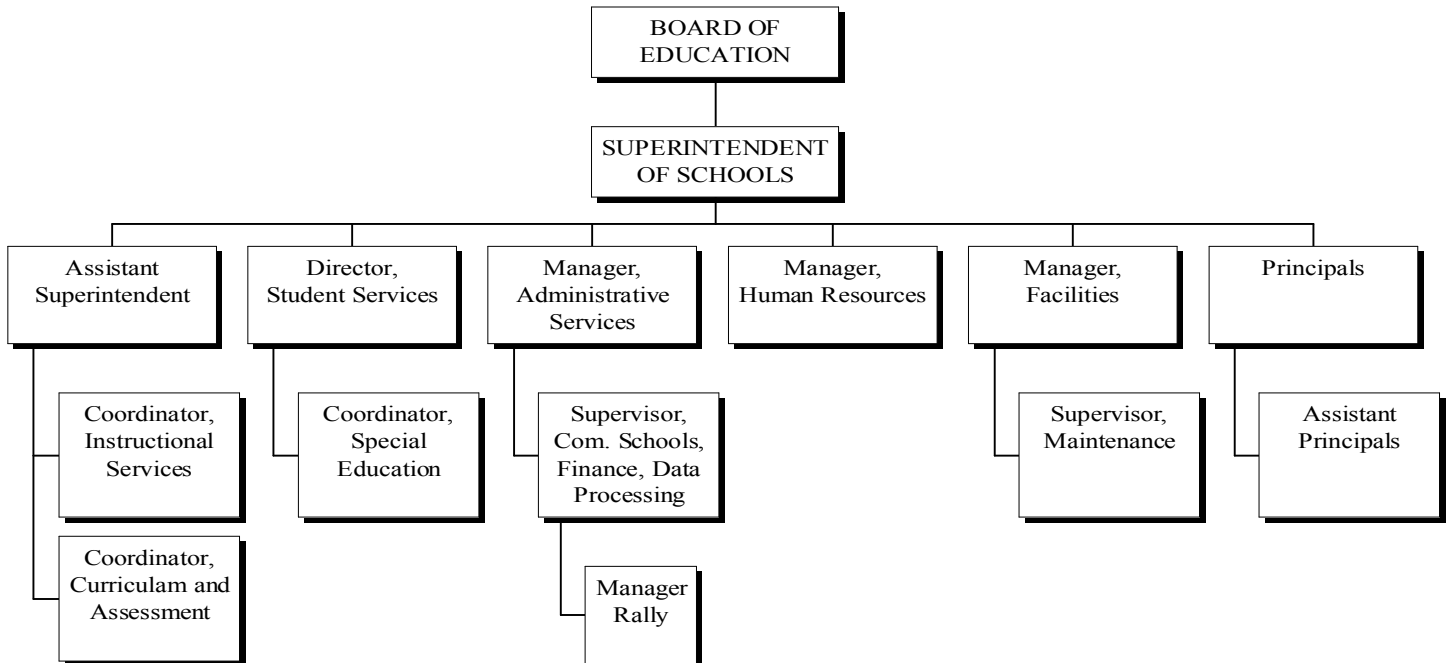 BOARD OF
EDUCATION
SUPERINTENDENT
OF SCHOOLS
Assistant
Superintendent
Director,
Student Services
Manager,
Administrative
Services
Manager,
Human Resources
Manager,
Facilities
Principals
Coordinator,
Instructional
Services
Coordinator,
Special
Education
Supervisor,
Com. Schools,
Finance, Data
Processing
Supervisor,
Maintenance
Assistant
Principals
Coordinator,
Curriculam and
Assessment
Manager
Rally